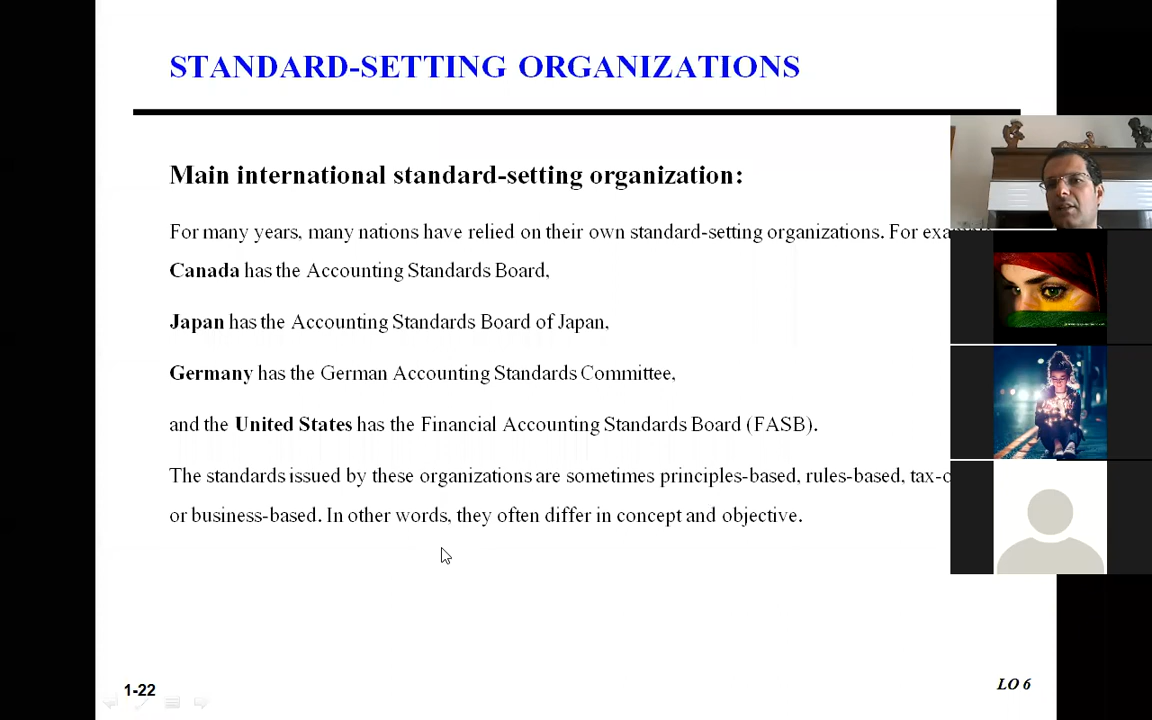 STANDARD-SETTING ORGANIZATIONS
Main international standard-setting organization:
For many years, many nations have relied on their own standard-setting organizations. For
Canada has the Accounting Standards Board,
Japan has the Accounting Standards Board of Japan,
Germany has the German Accounting Standards Committee,
and the United States has the Financial Accounting Standards Board (FASB).
The standards issued by these organizations are sometimes principles-based, rules-based,
or business-based. In other words, they often differ in concept and objective.
1-22
LO 6